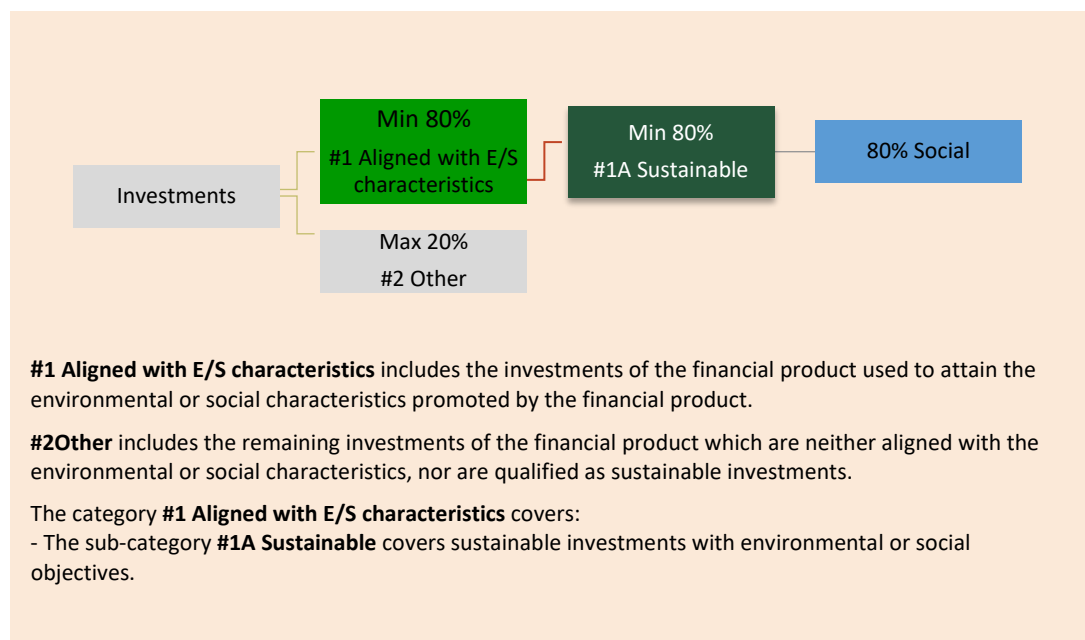 Investments
Min 80%
#1 Aligned with E/S
characteristics
Max 20%
#2 Other
Min 80%
#1A Sustainable
80% Social
#1 Aligned with E/S characteristics includes the investments of the financial product used to attain the
environmental or social characteristics promoted by the financial product.
#2Other includes the remaining investments of the financial product which are neither aligned with the
environmental or social characteristics, nor are qualified as sustainable investments.
The category #1 Aligned with E/S characteristics covers:
- The sub-category #1A Sustainable covers sustainable investments with environmental or social
objectives.